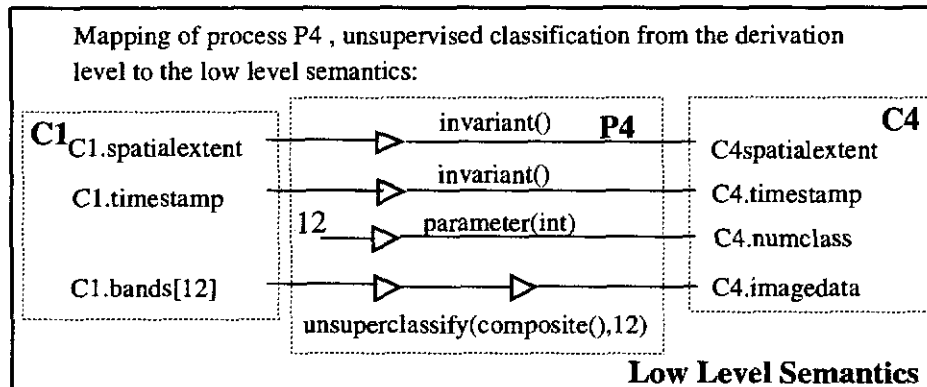 Mapping of process P4 , unsupervised classification from the derivation
level to the low level semantics:
C1 invariant() P4 C4
C1.spatialextent C4spatialextent
invariant()
C1.timestamp C4.timestamp
12 parameter(int) C4.numclass
C1.bands[12] C4.imagedata
unsuperclassify(composite(),12)
Low Level Semantics